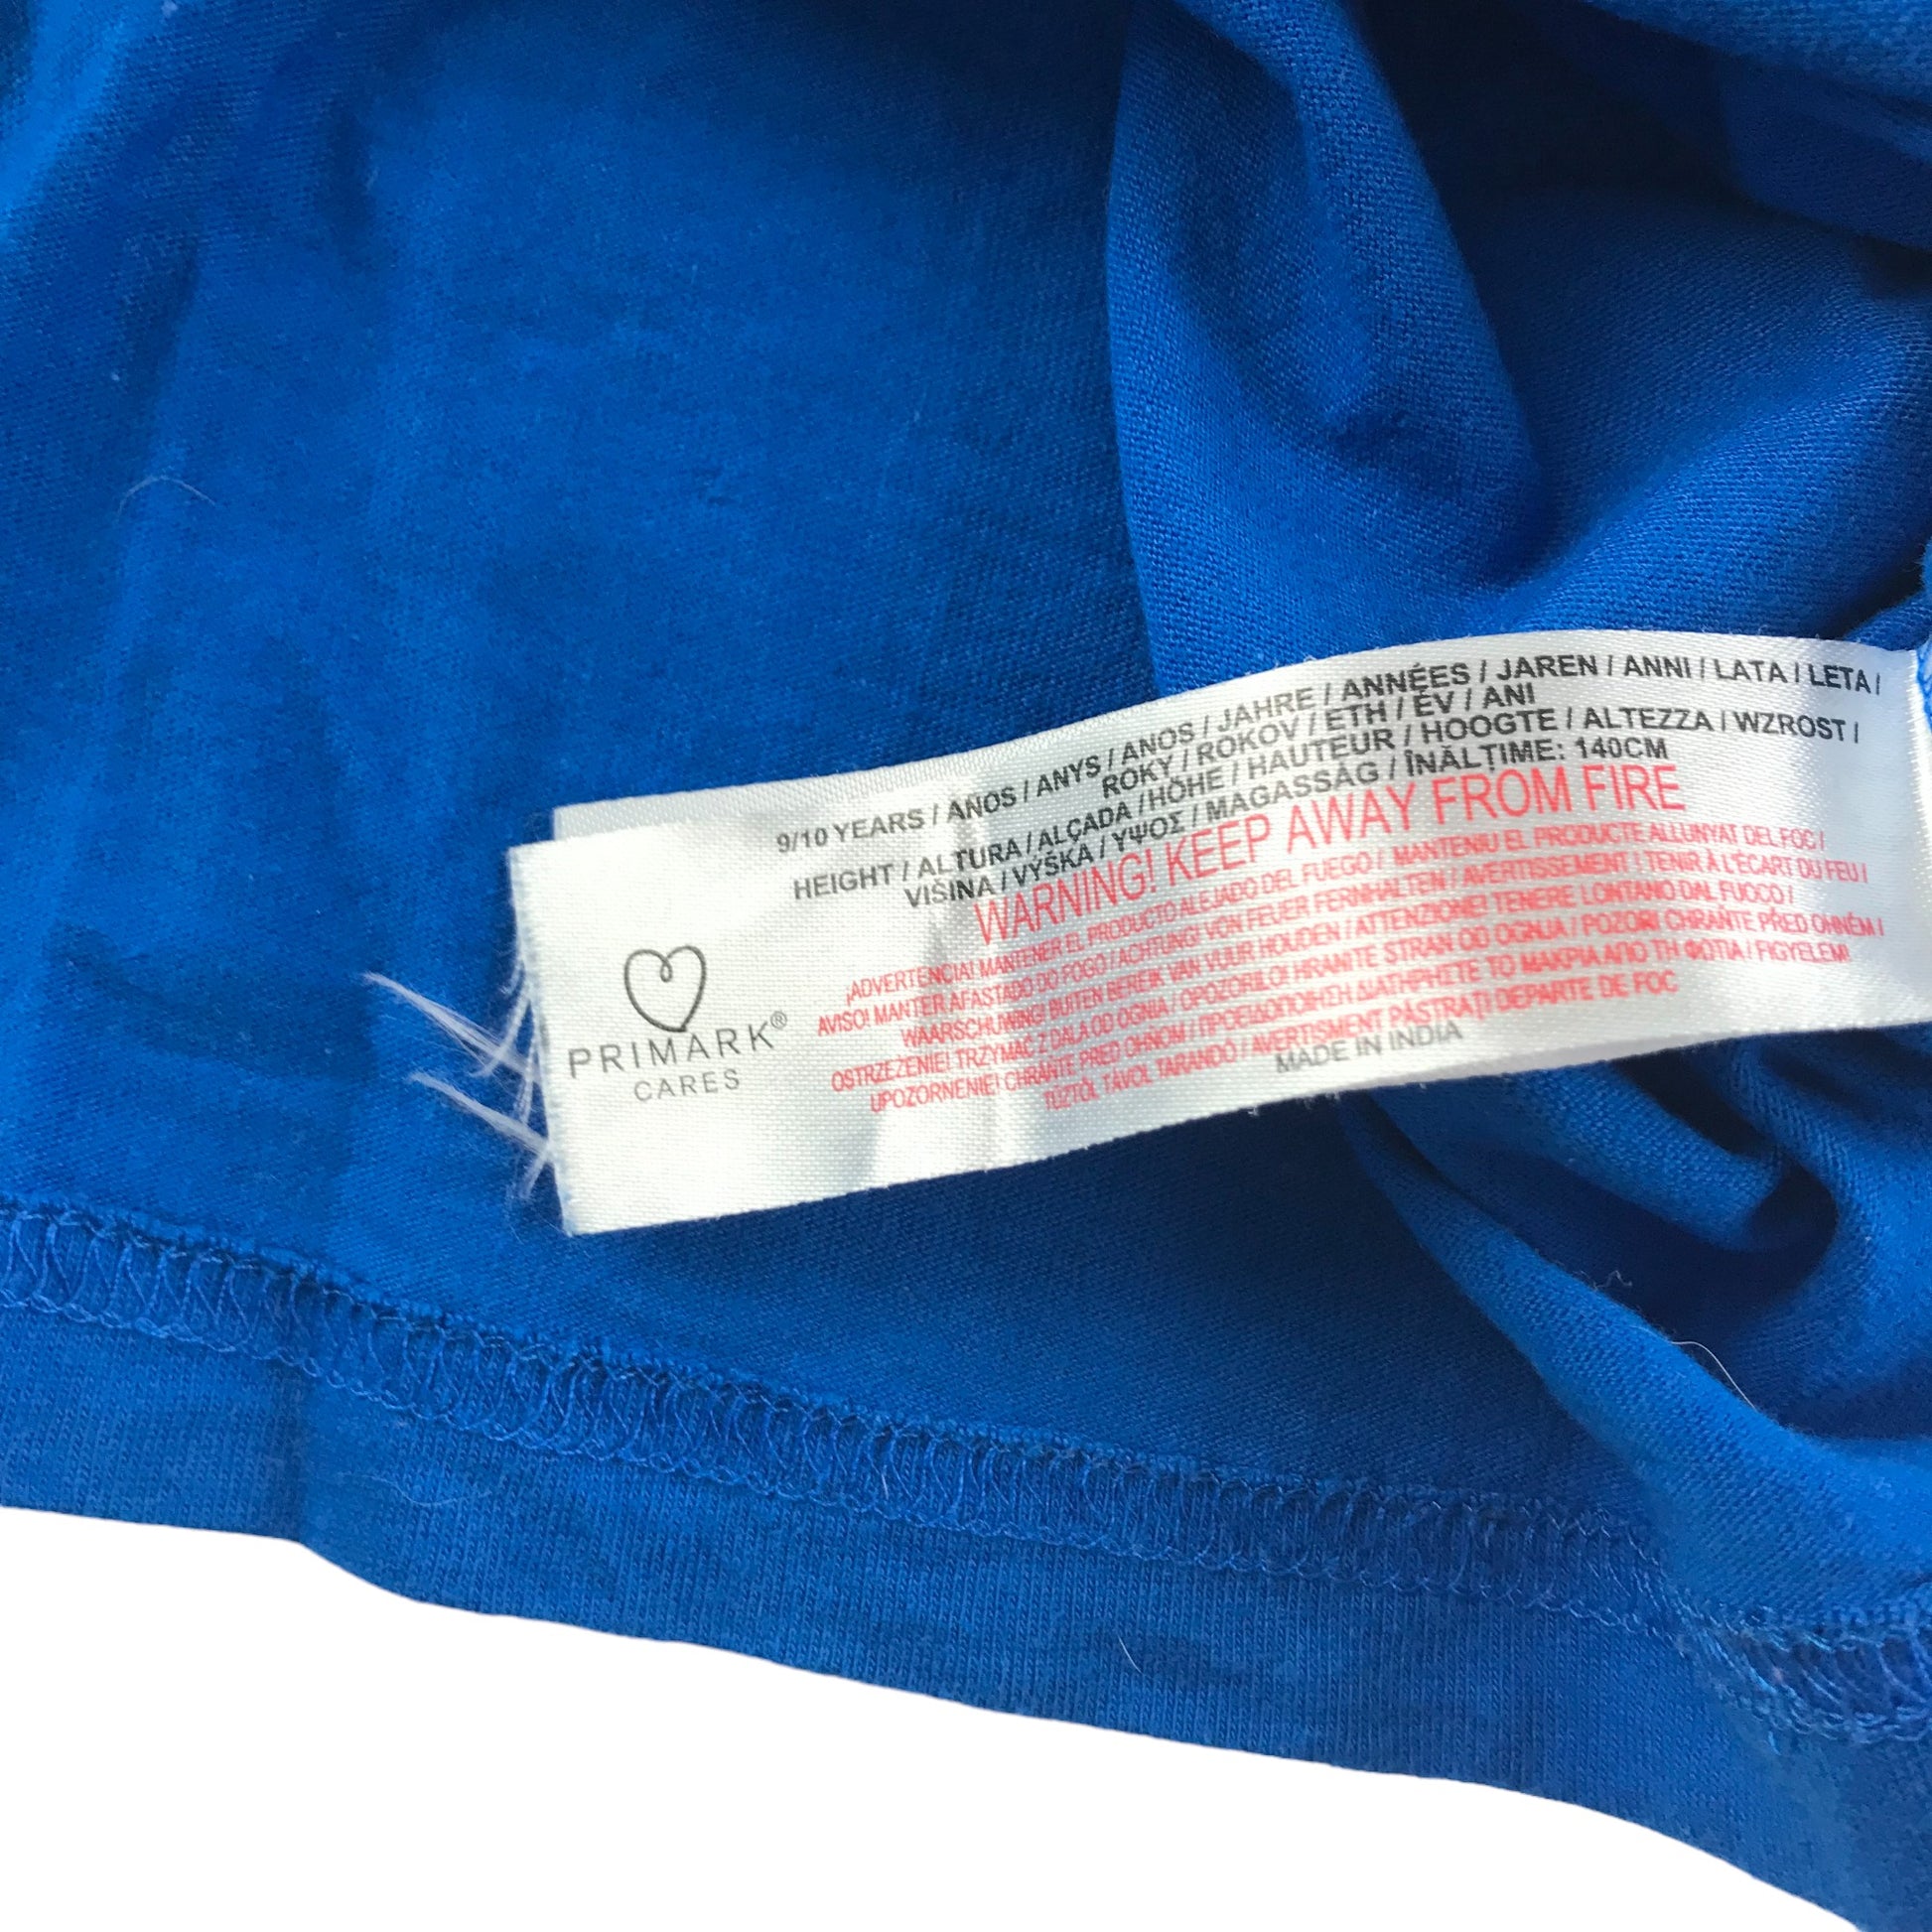 9/10 YEARS / AÑOS / ANYS / ANOS / JAHRE / ANNÉES / JAREN / ANNI / LATA / LETA /
ROKY / ROKOV / ETH / ÉV / ANI
HEIGHT / ALTURA / ALÇADA / HÖHE / HAUTEUR / HOOGTE / ALTEZZA / WZROST /
VIŠINA / VÝŠKA / ΥΨΟΣ / MAGASSÁG / ÎNĂLȚIME: 140CM
WARNING! KEEP AWAY FROM FIRE
¡ADVERTENCIA! MANTENER EL PRODUCTO ALEJADO DEL FUEGO / MANTENIU EL PRODUCTE ALLUNYAT DEL FOC /
AVISO! MANTER AFASTADO DO FOGO / ACHTUNG! VON FEUER FERNHALTEN / AVERTISSEMENT ! TENIR À L'ÉCART DU FEU /
WAARSCHUWING! BUITEN BEREIK VAN VUUR HOUDEN / ATTENZIONE! TENERE LONTANO DAL FUOCO /
OSTRZEŻENIE! TRZYMAĆ Z DALA OD OGNIA / OPOZORILO! HRANITE STRAN OD OGNJA / POZOR! CHRAŇTE PŘED OHNĚM /
UPOZORNENIE! CHRÁŇTE PRED OHŇOM / ΠΡΟΕΙΔΟΠΟΙΗΣΗ ΔΙΑΤΗΡΗΤΕ ΤΟ ΜΑΚΡΙΑ ΑΠΟ ΤΗ ΦΩΤΙΑ / FIGYELEM!
TŰZTŐL TÁVOL TARANDÓ / AVERTISMENT PĂSTRAȚI DEPARTE DE FOC
MADE IN INDIA
PRIMARK®
CARES